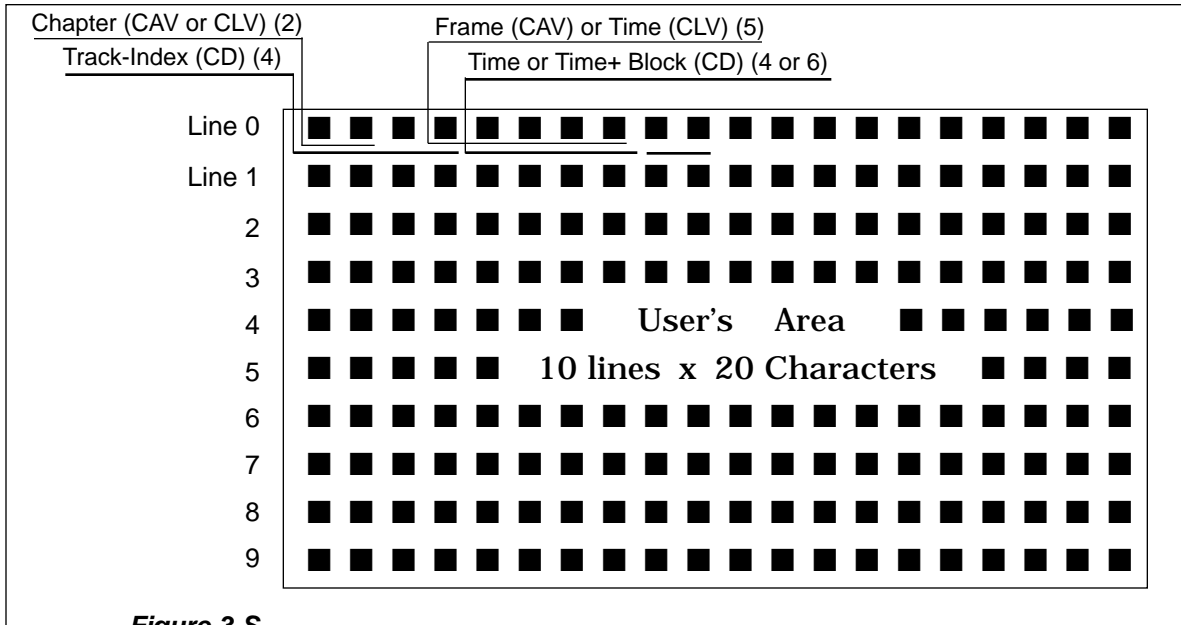 Chapter (CAV or CLV) (2)
Frame (CAV) or Time (CLV) (5)
Track-Index (CD) (4)
Time or Time+ Block (CD) (4 or 6)
Line 0
Line 1
2
3
4 User's Area
5 10 lines x 20 Characters
6
7
8
9
Figure 3-S